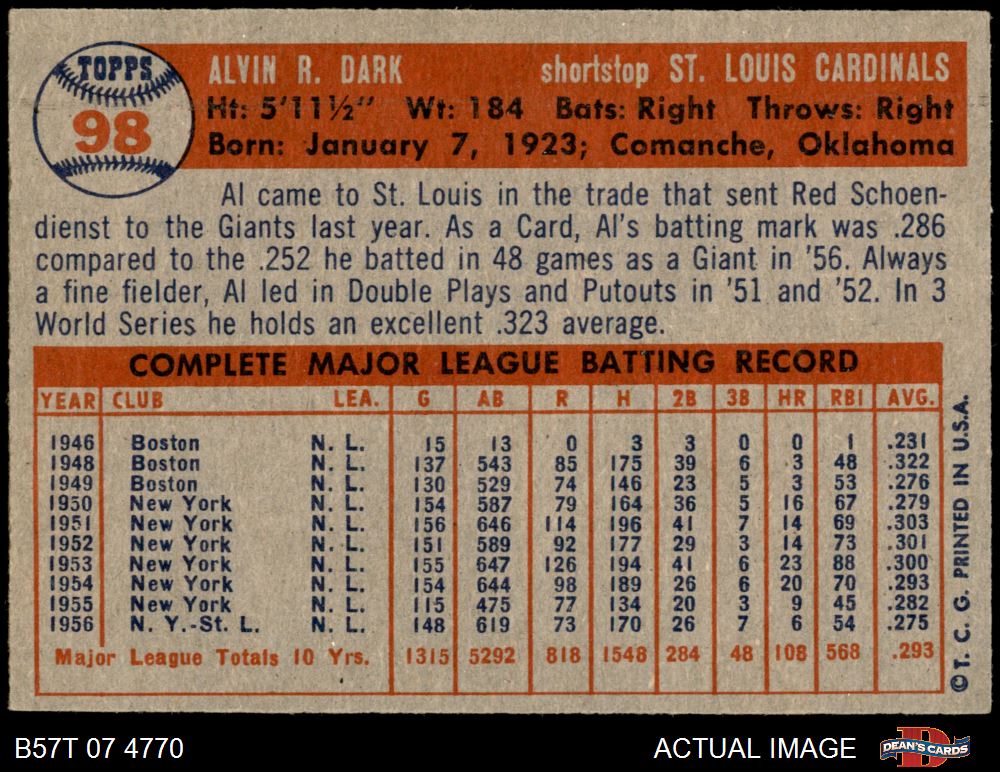 TOPPS
98
ALVIN R. DARK shortstop ST. LOUIS CARDINALS
Ht: 5'11½" Wt: 184 Bats: Right Throws: Right
Born: January 7, 1923; Comanche, Oklahoma
Al came to St. Louis in the trade that sent Red Schoen-
dienst to the Giants last year. As a Card, Al's batting mark was .286
compared to the .252 he batted in 48 games as a Giant in '56. Always
a fine fielder, Al led in Double Plays and Putouts in '51 and '52. In 3
World Series he holds an excellent .323 average.
COMPLETE MAJOR LEAGUE BATTING RECORD
YEAR CLUB LEA. G AB R H 2B 3B HR RBI AVG.
1946 Boston N. L. 15 13 0 3 3 0 0 1 .231
1948 Boston N. L. 137 543 85 175 39 6 3 48 .322
1949 Boston N. L. 130 529 74 146 23 5 3 53 .276
1950 New York N. L. 154 587 79 164 36 5 16 67 .279
1951 New York N. L. 156 646 114 196 41 7 14 69 .303
1952 New York N. L. 151 589 92 177 29 3 14 73 .301
1953 New York N. L. 155 647 126 194 41 6 23 88 .300
1954 New York N. L. 154 644 98 189 26 6 20 70 .293
1955 New York N. L. 115 475 77 134 20 3 9 45 .282
1956 N. Y.-St. L. N. L. 148 619 73 170 26 7 6 54 .275
Major League Totals 10 Yrs. 1315 5292 818 1548 284 48 108 568 .293
©T. C. G. PRINTED IN U.S.A.
B57T 07 4770 ACTUAL IMAGE
D
DEAN'S CARDS